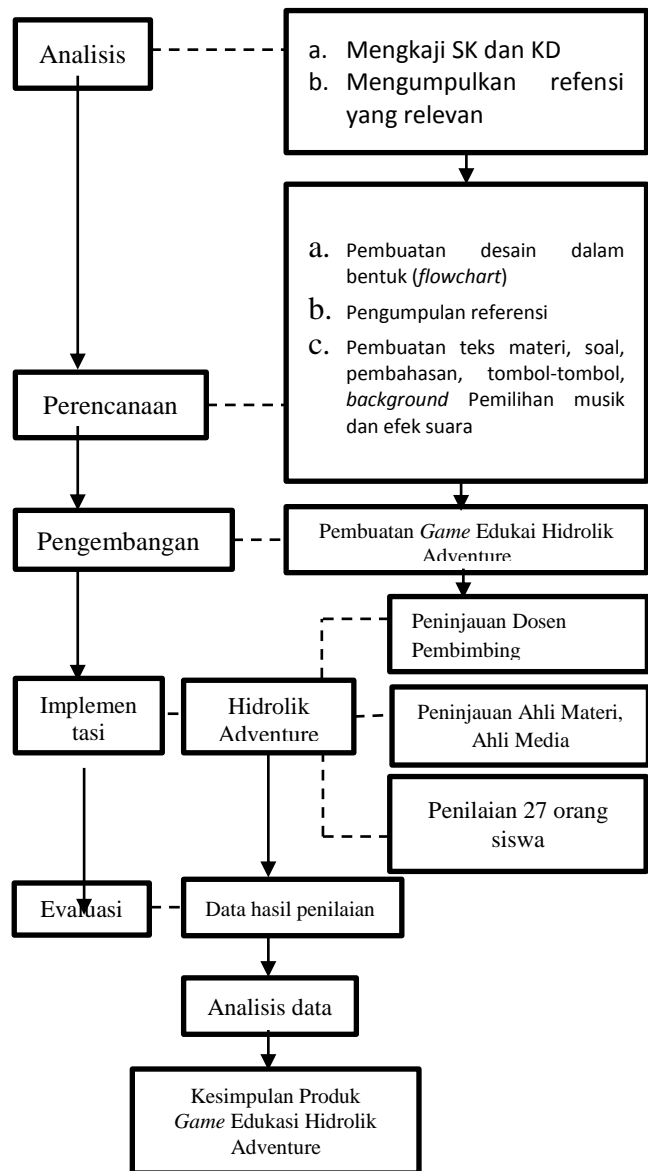 Analisis
a. Mengkaji SK dan KD
b. Mengumpulkan refensi
yang relevan
a. Pembuatan desain dalam
bentuk (flowchart)
b. Pengumpulan referensi
c. Pembuatan teks materi, soal,
pembahasan, tombol-tombol,
background Pemilihan musik
dan efek suara
Perencanaan
Pengembangan
Pembuatan Game Edukai Hidrolik
Adventure
Peninjauan Dosen
Pembimbing
Implemen
tasi
Hidrolik
Adventure
Peninjauan Ahli Materi,
Ahli Media
Penilaian 27 orang
siswa
Evaluasi
Data hasil penilaian
Analisis data
Kesimpulan Produk
Game Edukasi Hidrolik
Adventure